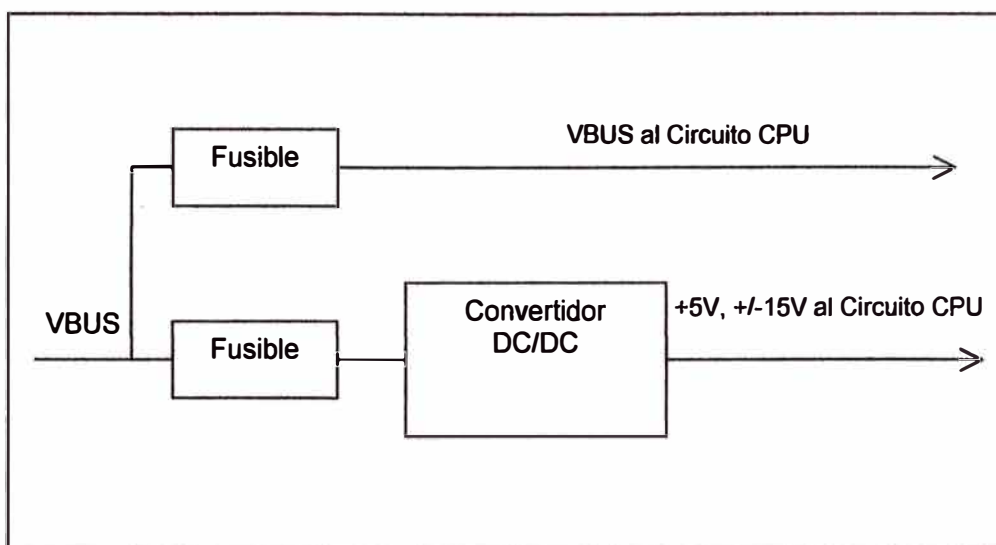 Fusible
VBUS al Circuito CPU
VBUS
Fusible
Convertidor
DC/DC
+5V, +/-15V al Circuito CPU